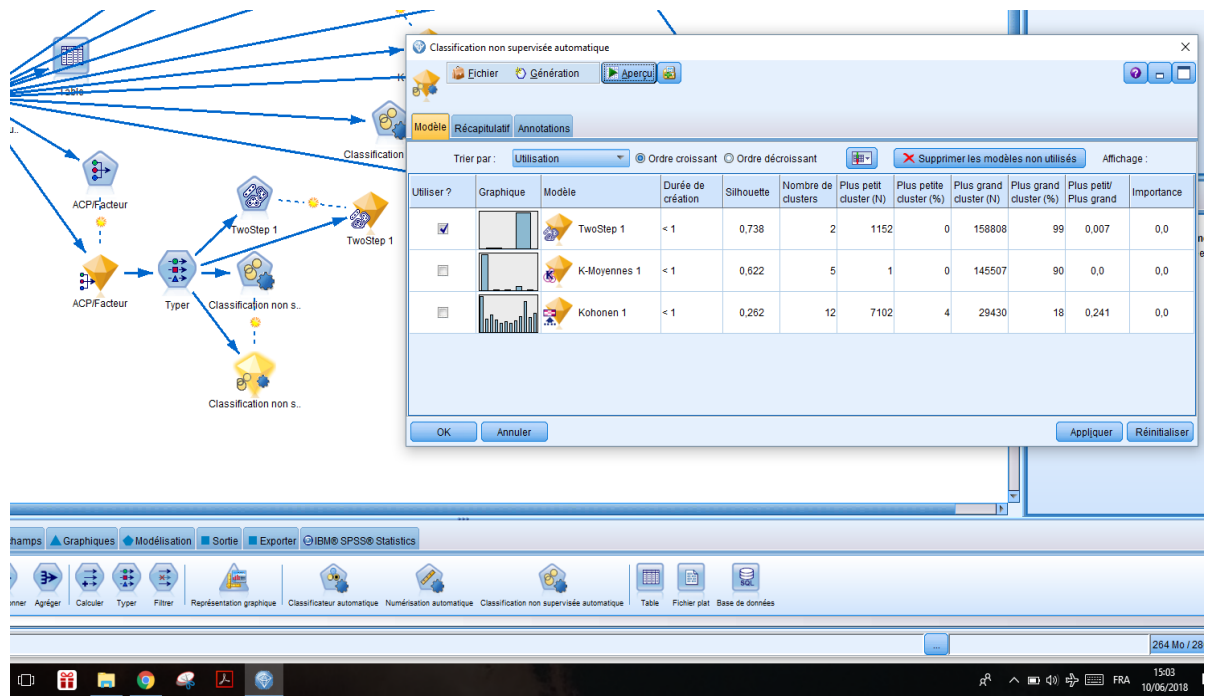 Classification non supervisée automatique
Fichier Génération Aperçu
Modèle Récapitulatif Annotations
Trier par : Utilisation Ordre croissant Ordre décroissant Supprimer les modèles non utilisés Affichage :
Utiliser ? Graphique Modèle Durée de création Silhouette Nombre de clusters Plus petit cluster (N) Plus petite cluster (%) Plus grand cluster (N) Plus grand cluster (%) Plus petit/ Plus grand Importance
TwoStep 1 < 1 0,738 2 1152 0 158808 99 0,007 0,0
K-Moyennes 1 < 1 0,622 5 1 0 145507 90 0,0 0,0
Kohonen 1 < 1 0,262 12 7102 4 29430 18 0,241 0,0
OK Annuler Appliquer Réinitialiser
Table
Classification
ACP/Facteur
TwoStep 1
TwoStep 1
ACP/Facteur
Typer
Classification non s..
Classification non s..
Graphiques Modélisation Sortie Exporter IBM® SPSS® Statistics
Agréger Calculer Typer Filtrer Représentation graphique Classificateur automatique Numérisation automatique Classification non supervisée automatique Table Fichier plat Base de données
...
264 Mo / 28
FRA
15:03
10/06/2018